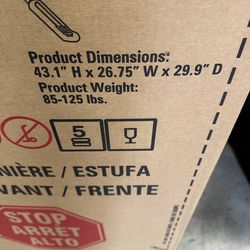 Product Dimensions:
43.1" H x 26.75" W x 29.9" D
Product Weight:
85-125 lbs.
5
NIÈRE / ESTUFA
VANT / FRENTE
STOP
ARRÊT
ALTO